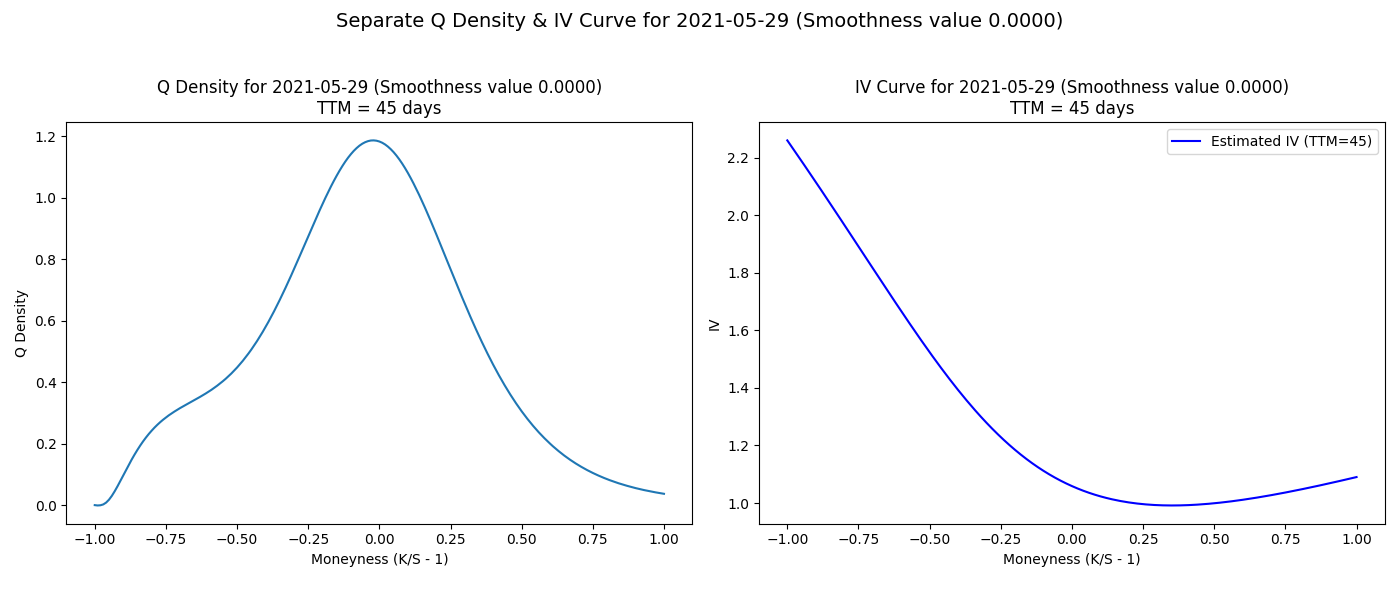 Separate Q Density & IV Curve for 2021-05-29 (Smoothness value 0.0000)
Q Density for 2021-05-29 (Smoothness value 0.0000)
TTM = 45 days
1.2
1.0
0.8
0.6
0.4
0.2
0.0
Q Density
−1.00 −0.75 −0.50 −0.25 0.00 0.25 0.50 0.75 1.00
Moneyness (K/S - 1)
IV Curve for 2021-05-29 (Smoothness value 0.0000)
TTM = 45 days
Estimated IV (TTM=45)
2.2
2.0
1.8
1.6
1.4
1.2
1.0
IV
−1.00 −0.75 −0.50 −0.25 0.00 0.25 0.50 0.75 1.00
Moneyness (K/S - 1)